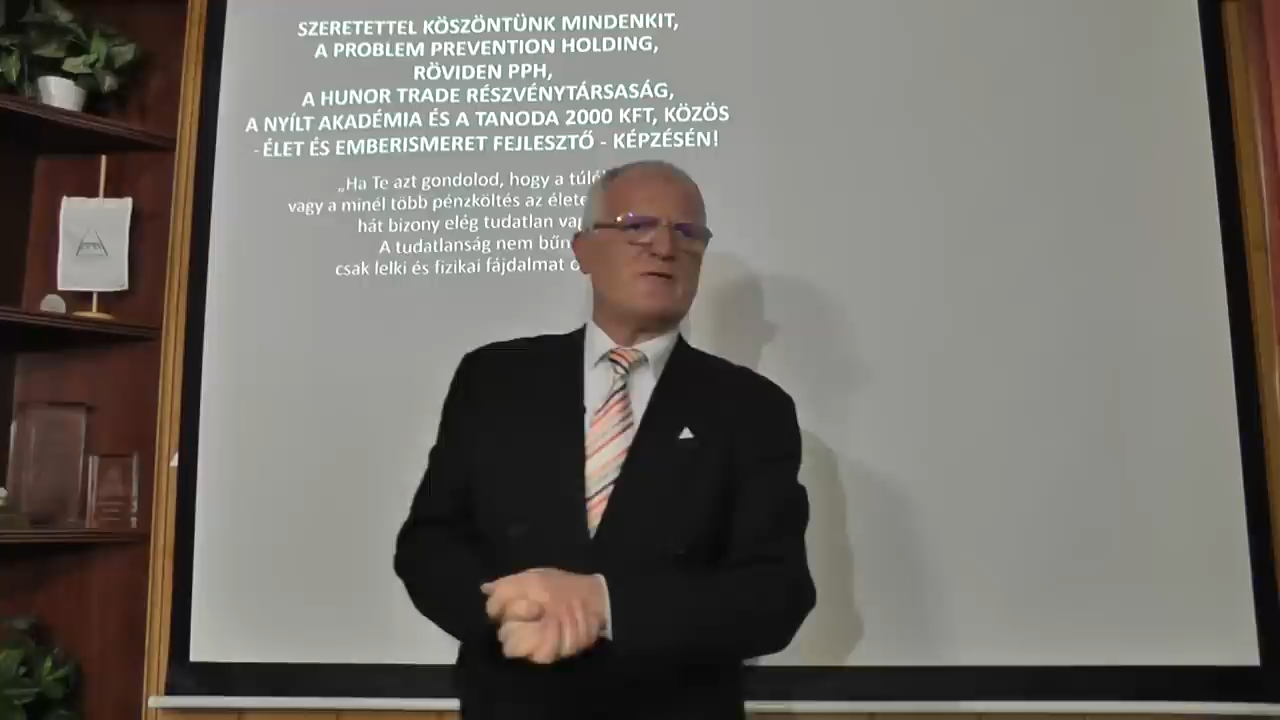 SZERETETTEL KÖSZÖNTÜNK MINDENKIT,
A PROBLEM PREVENTION HOLDING,
RÖVIDEN PPH,
A HUNOR TRADE RÉSZVÉNYTÁRSASÁG,
A NYÍLT AKADÉMIA ÉS A TANODA 2000 KFT, KÖZÖS
- ÉLET ÉS EMBERISMERET FEJLESZTŐ - KÉPZÉSÉN!
„Ha Te azt gondolod, hogy a
vagy a minél több pénzköltés az
hát bizony elég tudatlan
A tudatlanság nem bűn
csak lelki és fizikai fájdalmat